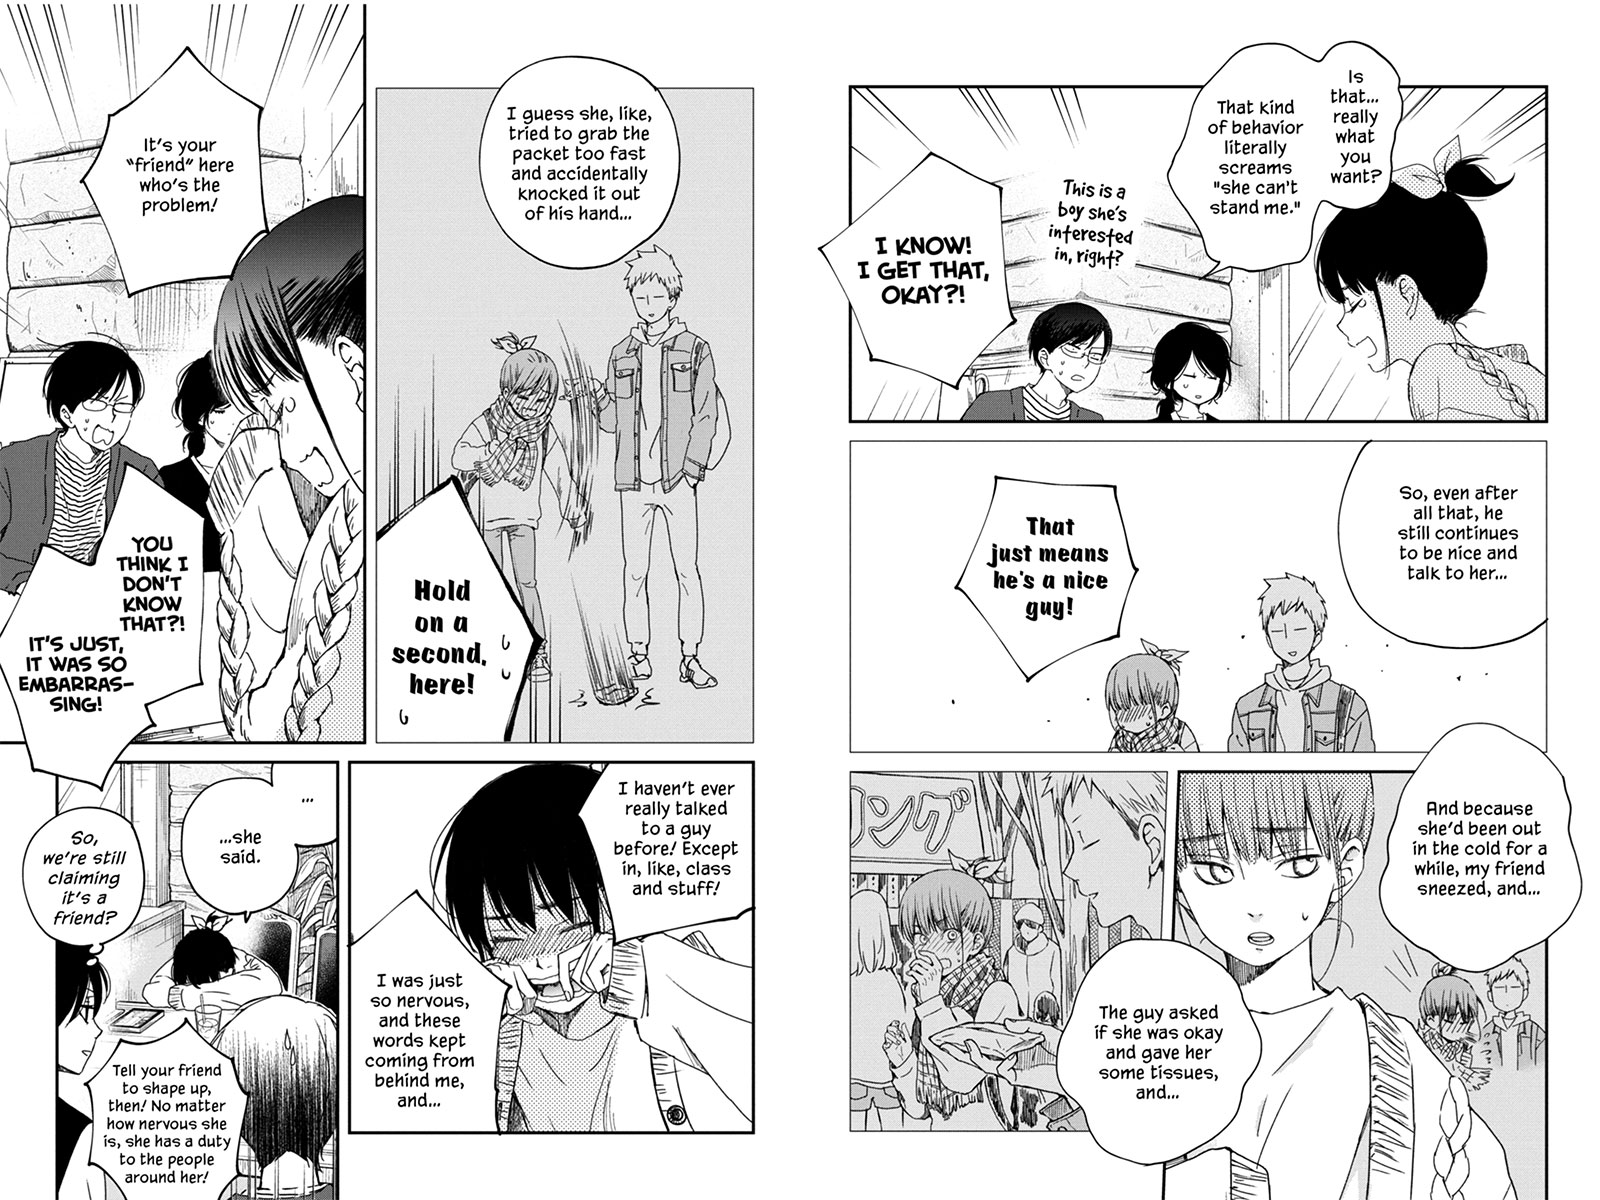 Is
that...
really
what
you
want?
That kind
of behavior
literally
screams
"she can't
stand me."
This is a
boy she's
interested
in, right?
I KNOW!
I GET THAT,
OKAY?!
So, even after
all that, he
still continues
to be nice and
talk to her...
That
just means
he's a nice
guy!
And because
she'd been out
in the cold for a
while, my friend
sneezed, and...
The guy asked
if she was okay
and gave her
some tissues,
and...
リング
I guess she, like,
tried to grab the
packet too fast
and accidentally
knocked it out
of his hand...
Hold
on a
second,
here!
It's your
"friend" here
who's the
problem!
YOU
THINK I
DON'T
KNOW
THAT?!
IT'S JUST,
IT WAS SO
EMBARRAS-
SING!
I haven't ever
really talked
to a guy
before! Except
in, like, class
and stuff!
I was just
so nervous,
and these
words kept
coming from
behind me,
and...
...
...she
said.
So,
we're still
claiming
it's a
friend?
Tell your friend
to shape up,
then! No matter
how nervous she
is, she has a duty
to the people
around her!